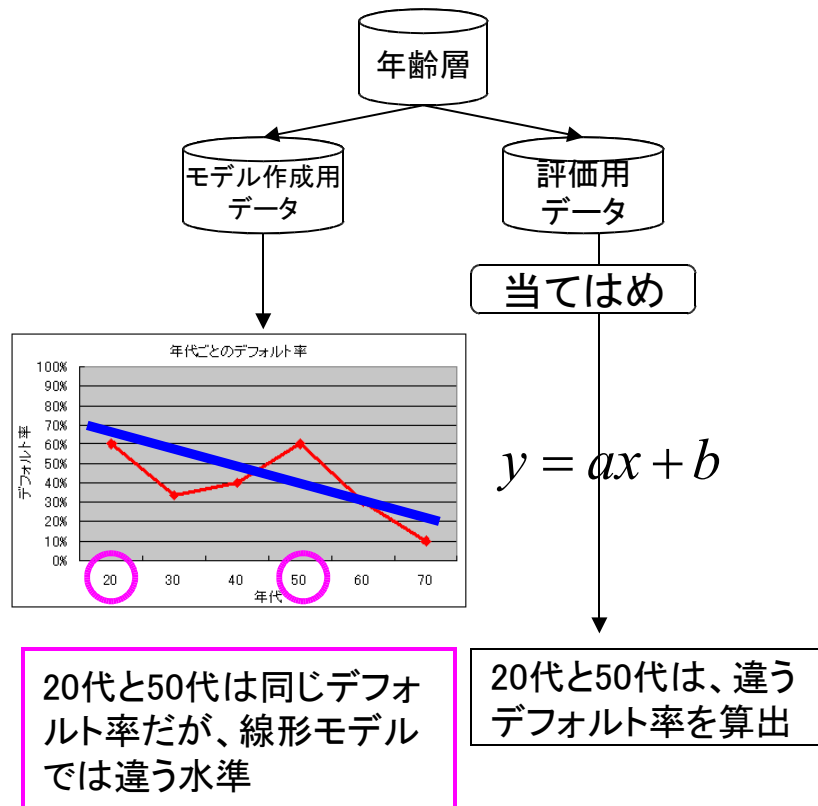 年齢層
モデル作成用
データ
評価用
データ
当てはめ
年代ごとのデフォルト率
デフォルト率
100%
90%
80%
70%
60%
50%
40%
30%
20%
10%
0%
20 30 40 50 60 70
年代
y = ax + b
20代と50代は同じデフォ
ルト率だが、線形モデル
では違う水準
20代と50代は、違う
デフォルト率を算出